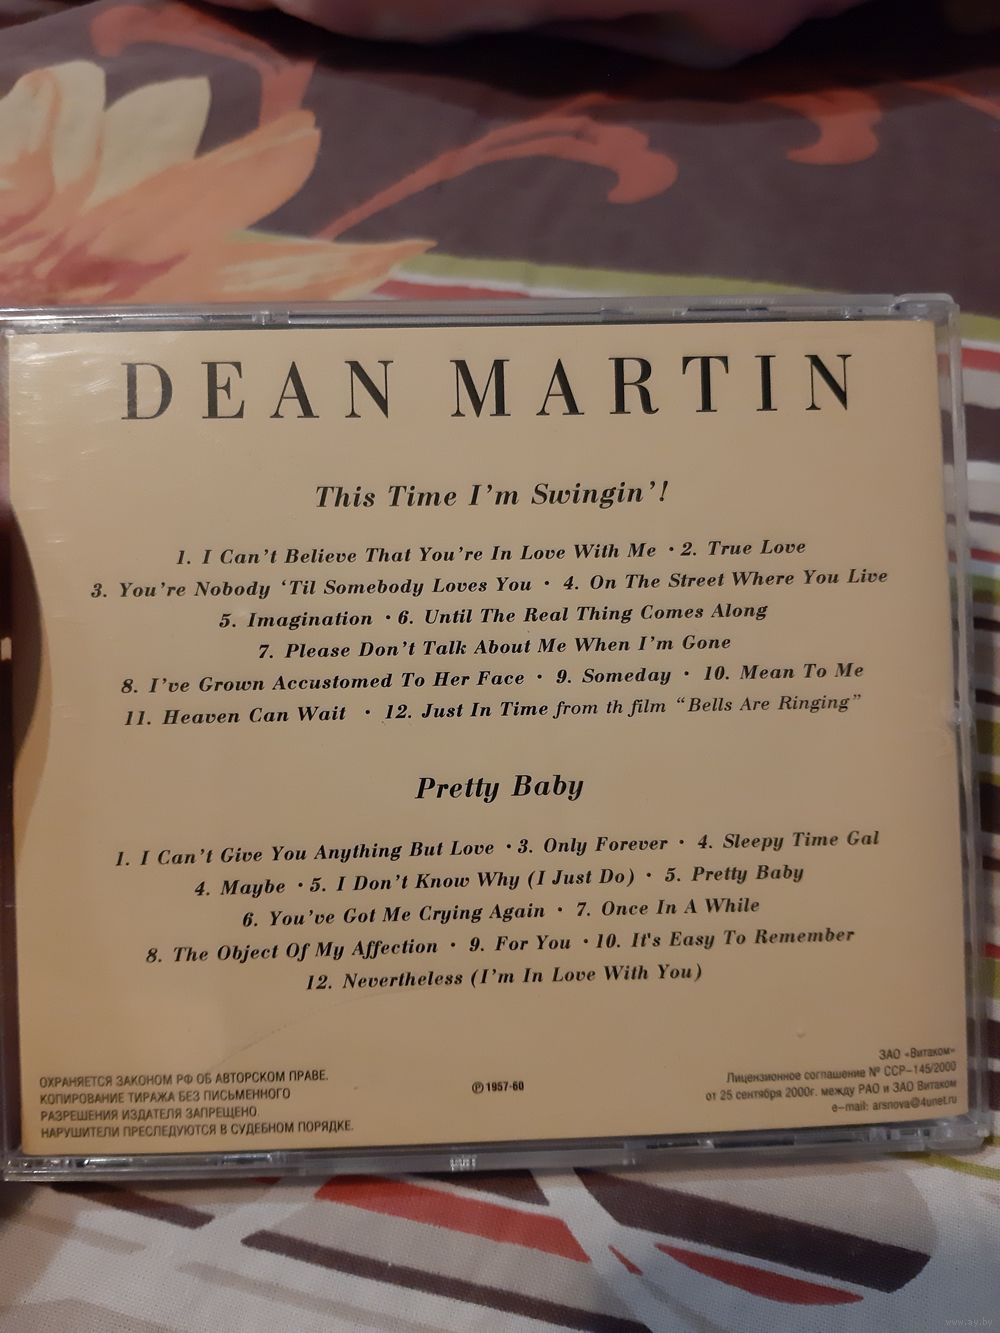 DEAN MARTIN
This Time I'm Swingin'!
1. I Can't Believe That You're In Love With Me • 2. True Love
3. You're Nobody 'Til Somebody Loves You • 4. On The Street Where You Live
5. Imagination • 6. Until The Real Thing Comes Along
7. Please Don't Talk About Me When I'm Gone
8. I've Grown Accustomed To Her Face • 9. Someday • 10. Mean To Me
11. Heaven Can Wait • 12. Just In Time from th film "Bells Are Ringing"
Pretty Baby
1. I Can't Give You Anything But Love • 3. Only Forever • 4. Sleepy Time Gal
4. Maybe • 5. I Don't Know Why (I Just Do) • 5. Pretty Baby
6. You've Got Me Crying Again • 7. Once In A While
8. The Object Of My Affection • 9. For You • 10. It's Easy To Remember
12. Nevertheless (I'm In Love With You)
ОХРАНЯЕТСЯ ЗАКОНОМ РФ ОБ АВТОРСКОМ ПРАВЕ.
КОПИРОВАНИЕ ТИРАЖА БЕЗ ПИСЬМЕННОГО
РАЗРЕШЕНИЯ ИЗДАТЕЛЯ ЗАПРЕЩЕНО.
НАРУШИТЕЛИ ПРЕСЛЕДУЮТСЯ В СУДЕБНОМ ПОРЯДКЕ.
℗ 1957-60
ЗАО «Витаком»
Лицензионное соглашение № ССР-145/2000
от 25 сентября 2000г. между РАО и ЗАО Витаком
e-mail: arsnova@4unet.ru
www.ay.by